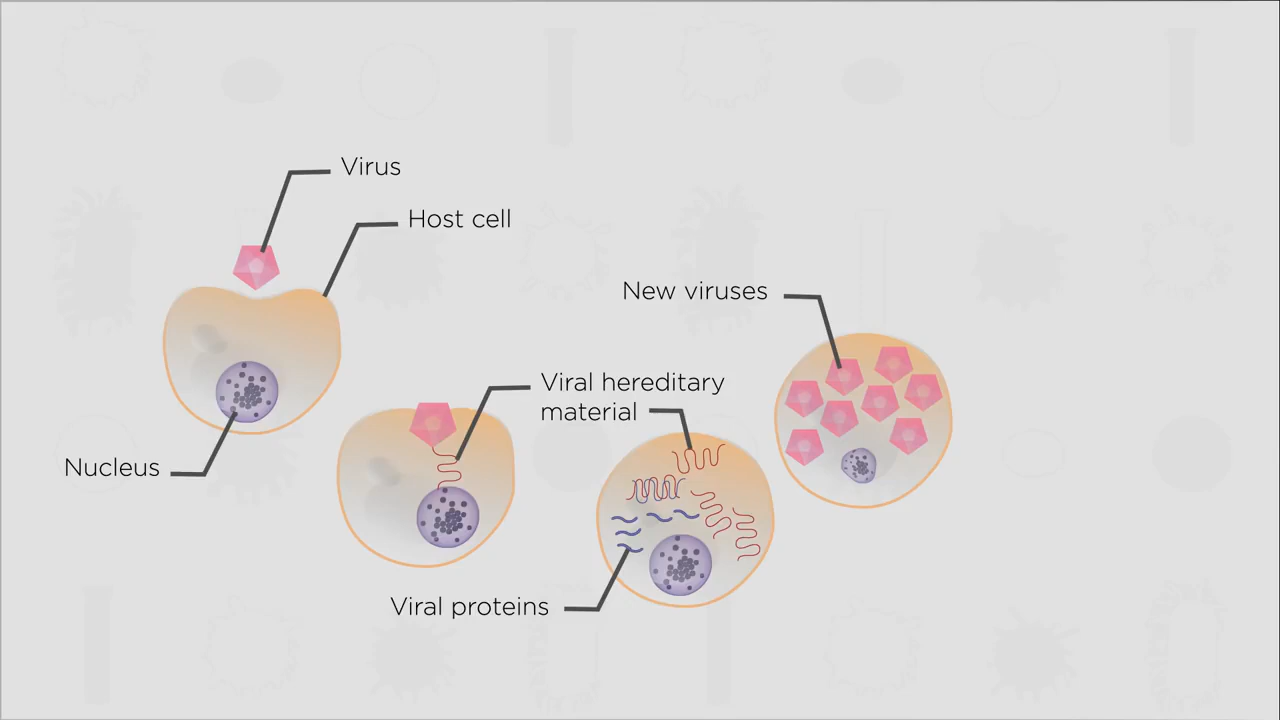 Virus
Host cell
New viruses
Viral hereditary
material
Nucleus
Viral proteins